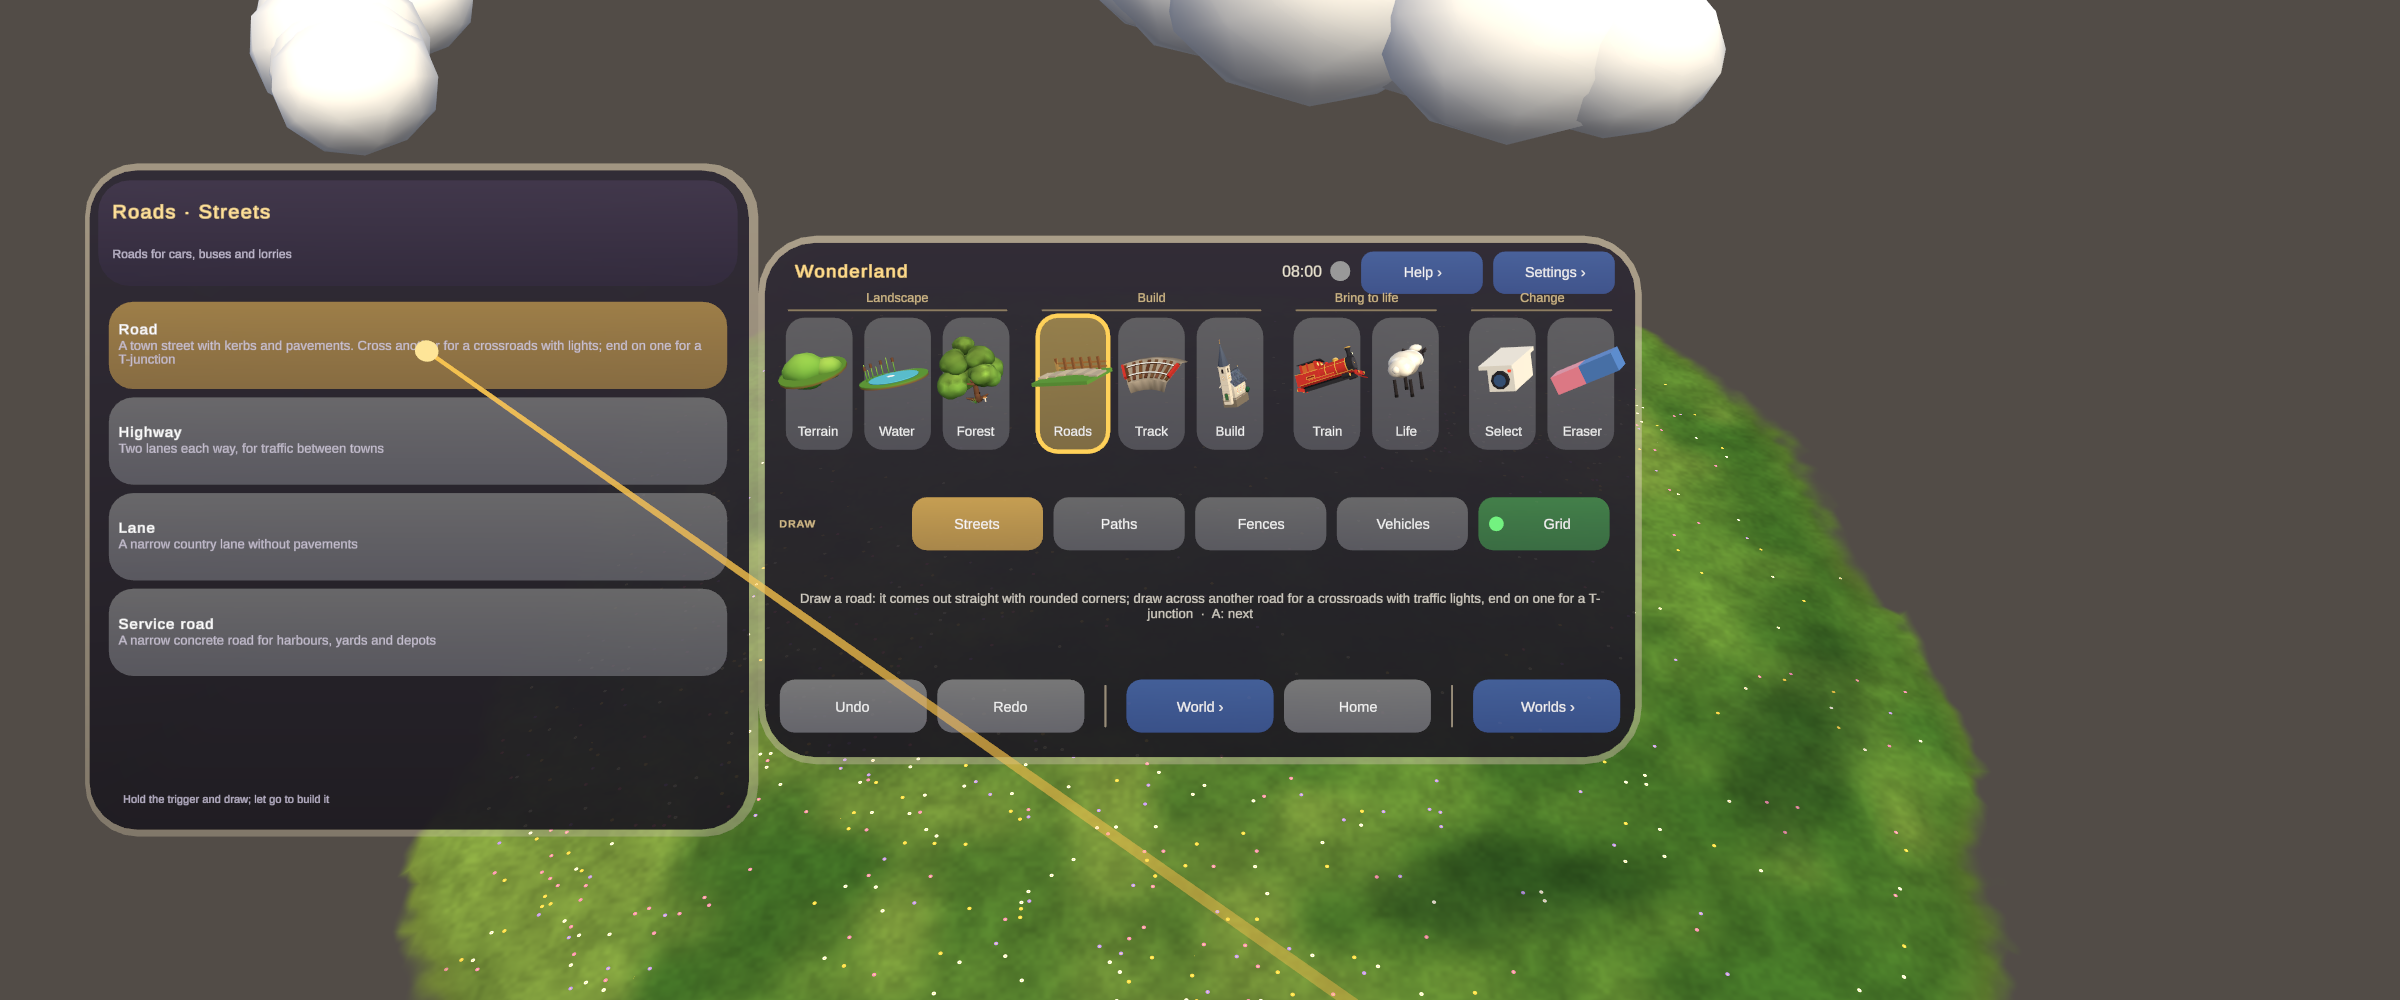 Roads · Streets
Roads for cars, buses and lorries
Road
A town street with kerbs and pavements. Cross another for a crossroads with lights; end on one for a
T-junction
Highway
Two lanes each way, for traffic between towns
Lane
A narrow country lane without pavements
Service road
A narrow concrete road for harbours, yards and depots
Hold the trigger and draw; let go to build it
Wonderland
08:00
Help ›
Settings ›
Landscape
Build
Bring to life
Change
Terrain
Water
Forest
Roads
Track
Build
Train
Life
Select
Eraser
DRAW
Streets
Paths
Fences
Vehicles
Grid
Draw a road: it comes out straight with rounded corners; draw across another road for a crossroads with traffic lights, end on one for a T-
junction · A: next
Undo
Redo
World ›
Home
Worlds ›